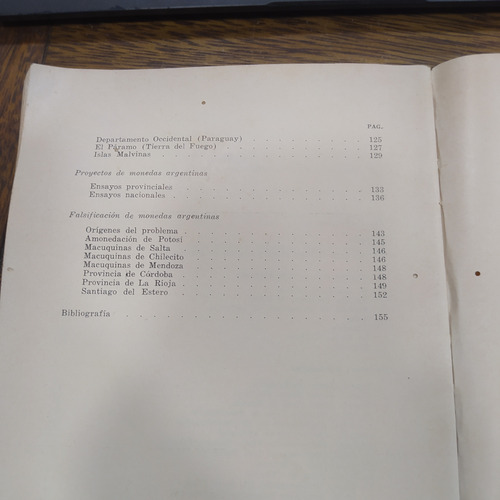 PAG.
Departamento Occidental (Paraguay) . . . . . . . . . 125
El Páramo (Tierra del Fuego) . . . . . . . . . . 127
Islas Malvinas . . . . . . . . . . . . . . 129
Proyectos de monedas argentinas
Ensayos provinciales . . . . . . . . . . . . . 133
Ensayos nacionales . . . . . . . . . . . . . 136
Falsificación de monedas argentinas
Orígenes del problema . . . . . . . . . . . . 143
Amonedación de Potosí . . . . . . . . . . . . 145
Macuquinas de Salta . . . . . . . . . . . . 146
Macuquinas de Chilecito . . . . . . . . . . . . 146
Macuquinas de Mendoza . . . . . . . . . . . . 148
Provincia de Córdoba . . . . . . . . . . . . 148
Provincia de La Rioja . . . . . . . . . . . . 149
Santiago del Estero . . . . . . . . . . . . 152
Bibliografía . . . . . . . . . . . . . . . 155